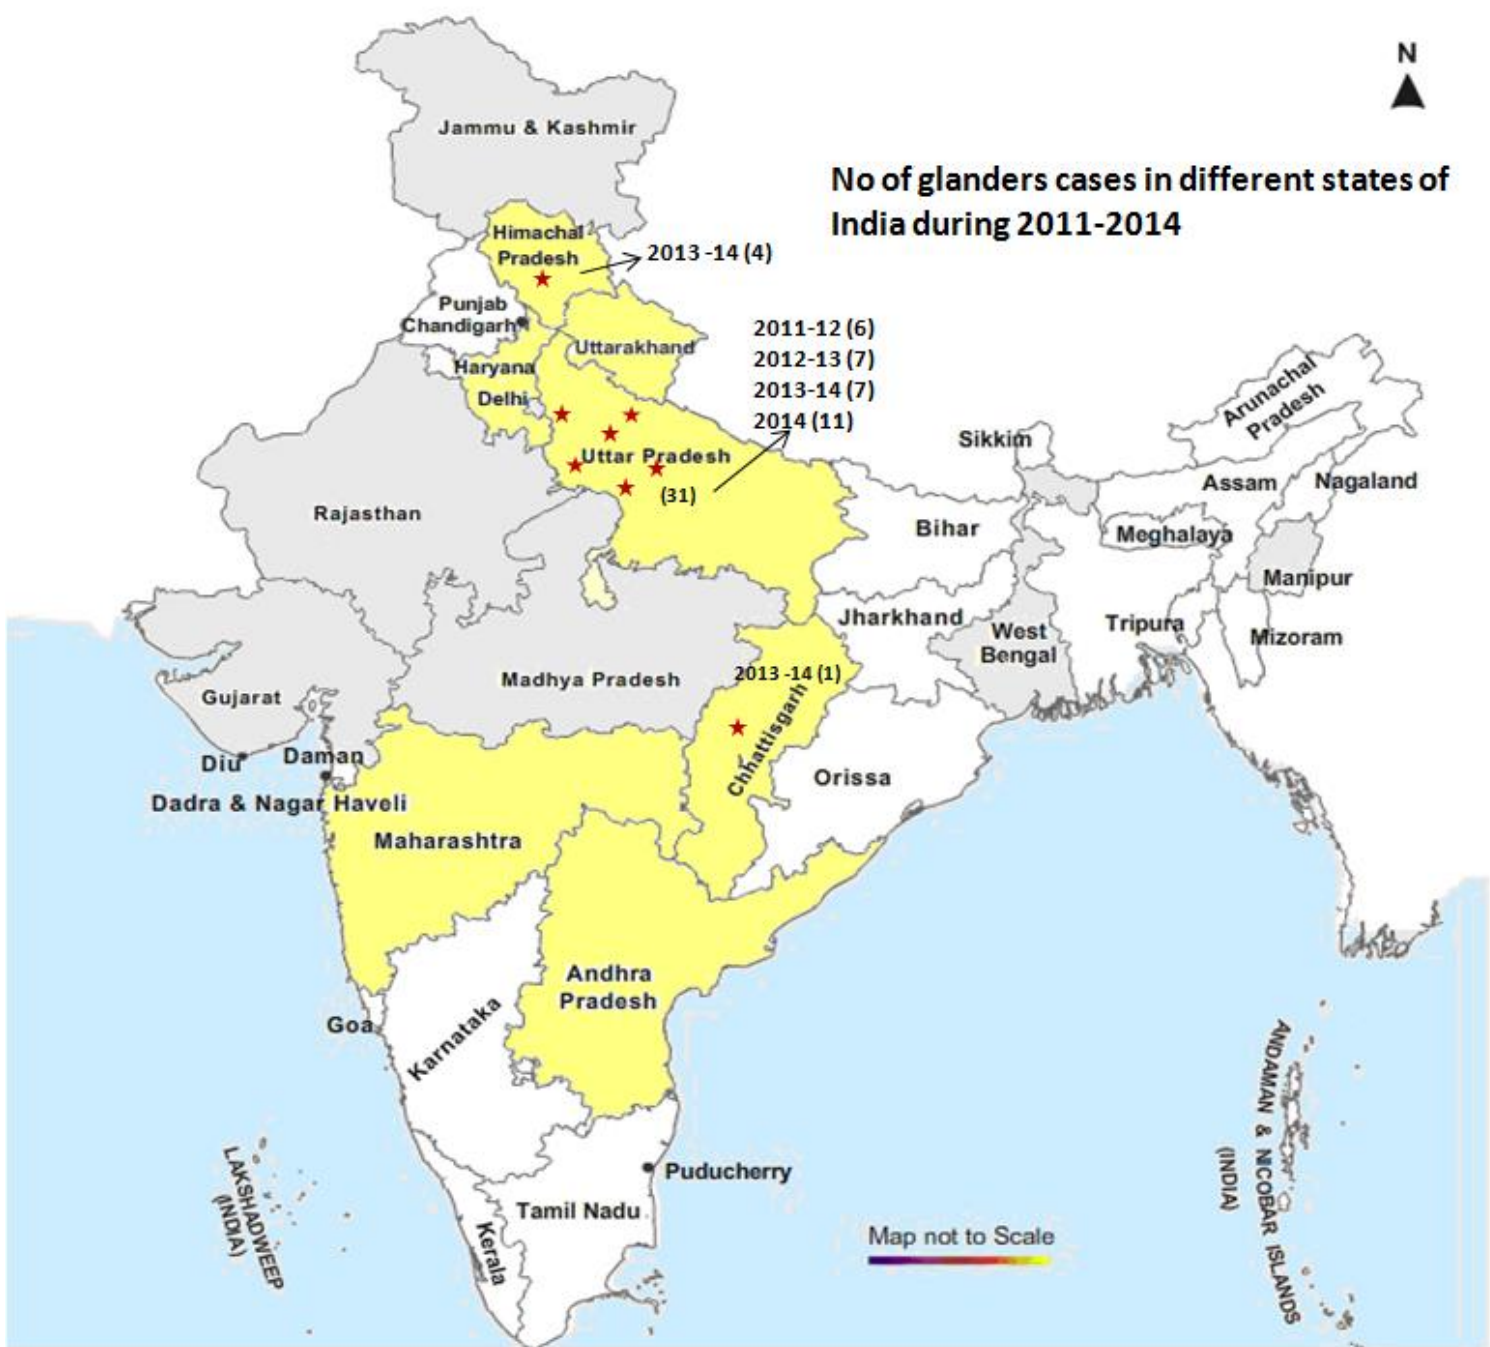 N
Jammu & Kashmir
No of glanders cases in different states of
India during 2011-2014
Himachal
Pradesh
2013 -14 (4)
Punjab
Chandigarh
Uttarakhand
2011-12 (6)
2012-13 (7)
2013-14 (7)
2014 (11)
Haryana
Delhi
Arunachal
Pradesh
Sikkim
Uttar Pradesh
(31)
Assam
Nagaland
Rajasthan
Bihar
Meghalaya
Manipur
Jharkhand
West
Bengal
Tripura
Mizoram
2013 -14 (1)
Madhya Pradesh
Gujarat
Chhattisgarh
Diu
Daman
Orissa
Dadra & Nagar Haveli
Maharashtra
Andhra
Pradesh
Goa
Karnataka
ANDAMAN & NICOBAR ISLANDS
(INDIA)
LAKSHADWEEP
(INDIA)
Puducherry
Tamil Nadu
Kerala
Map not to Scale